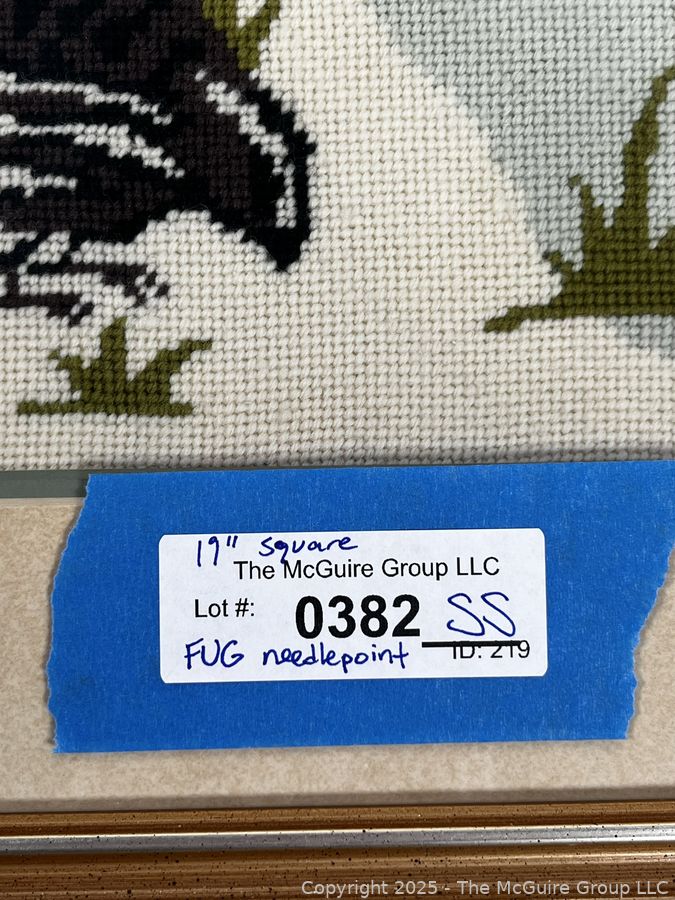 19" square
The McGuire Group LLC
Lot #: 0382 SS
FUG needlepoint ID: 219
Copyright 2025 - The McGuire Group LLC